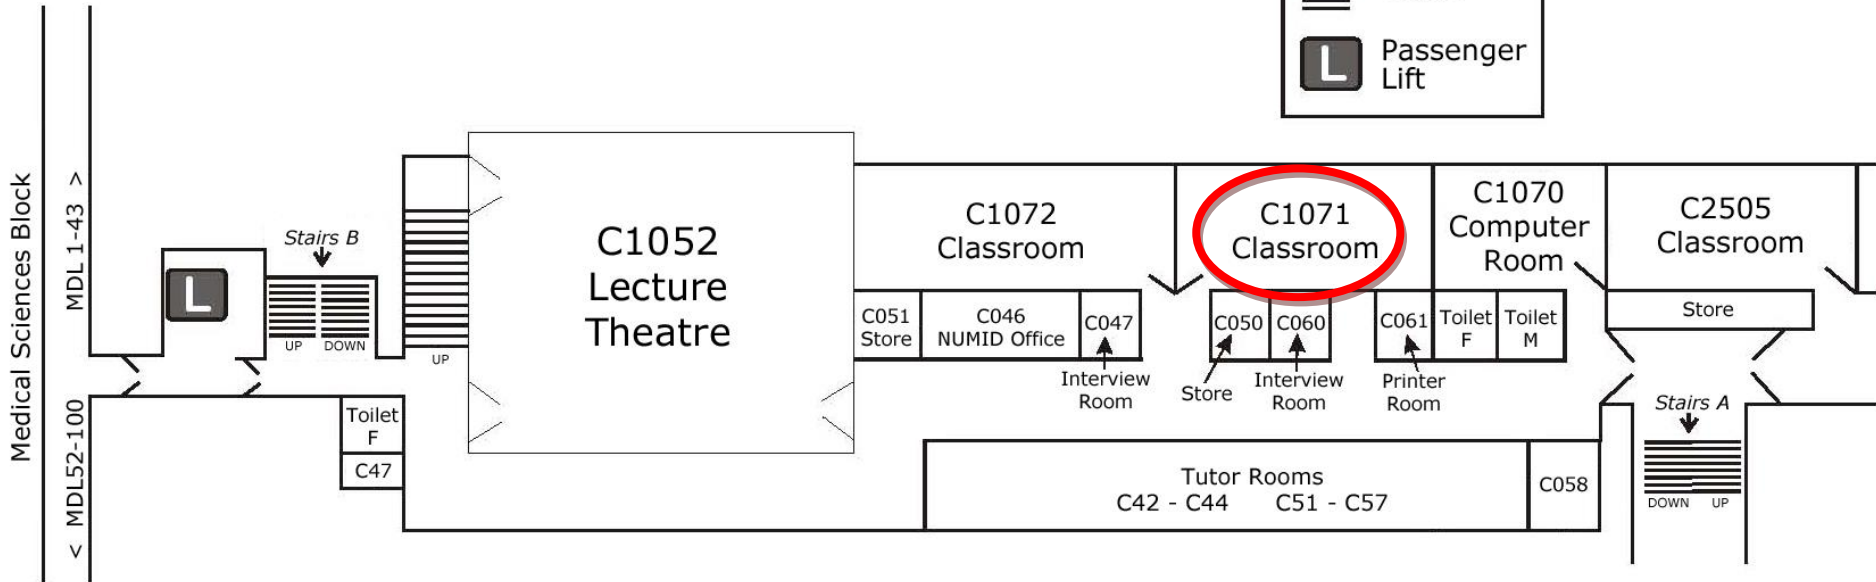 L Passenger
Lift
Medical Sciences Block
MDL 1-43 >
< MDL52-100
L
Stairs B
UP DOWN
UP
Toilet
F
C47
C1052
Lecture
Theatre
C1072
Classroom
C1071
Classroom
C1070
Computer
Room
C2505
Classroom
C051
Store
C046
NUMID Office
C047
Interview
Room
C050
Store
C060
Interview
Room
C061
Printer
Room
Toilet
F
Toilet
M
Store
Stairs A
DOWN UP
Tutor Rooms
C42 - C44 C51 - C57
C058